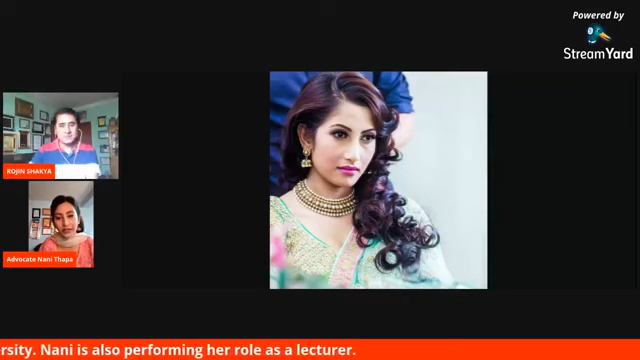 Powered by
StreamYard
ROJIN SHAKYA
Advocate Nani Thapa
rsity. Nani is also performing her role as a lecturer.